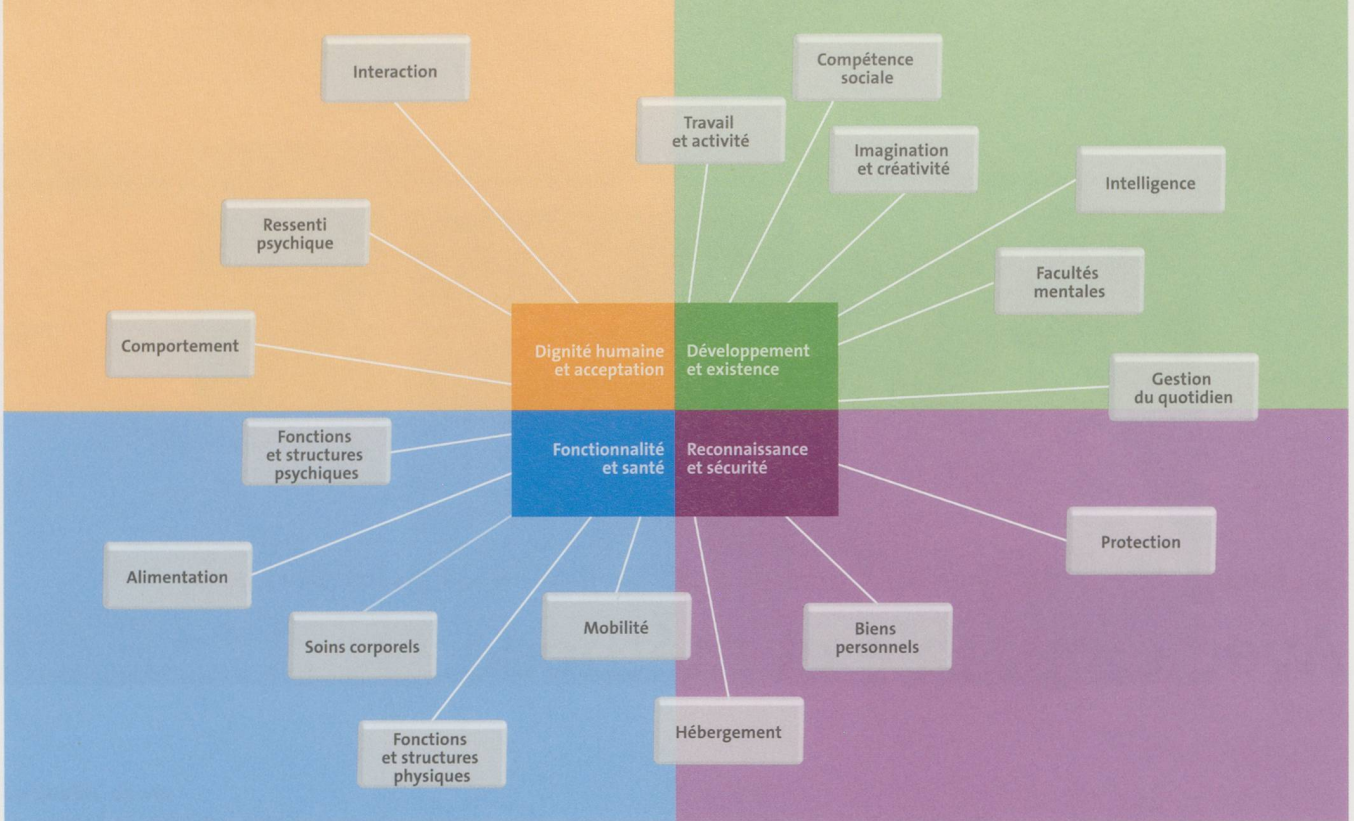 Interaction
Compétence
sociale
Travail
et activité
Imagination
et créativité
Intelligence
Ressenti
psychique
Facultés
mentales
Comportement
Dignité humaine
et acceptation
Développement
et existence
Gestion
du quotidien
Fonctions
et structures
psychiques
Fonctionnalité
et santé
Reconnaissance
et sécurité
Protection
Alimentation
Soins corporels
Mobilité
Biens
personnels
Hébergement
Fonctions
et structures
physiques